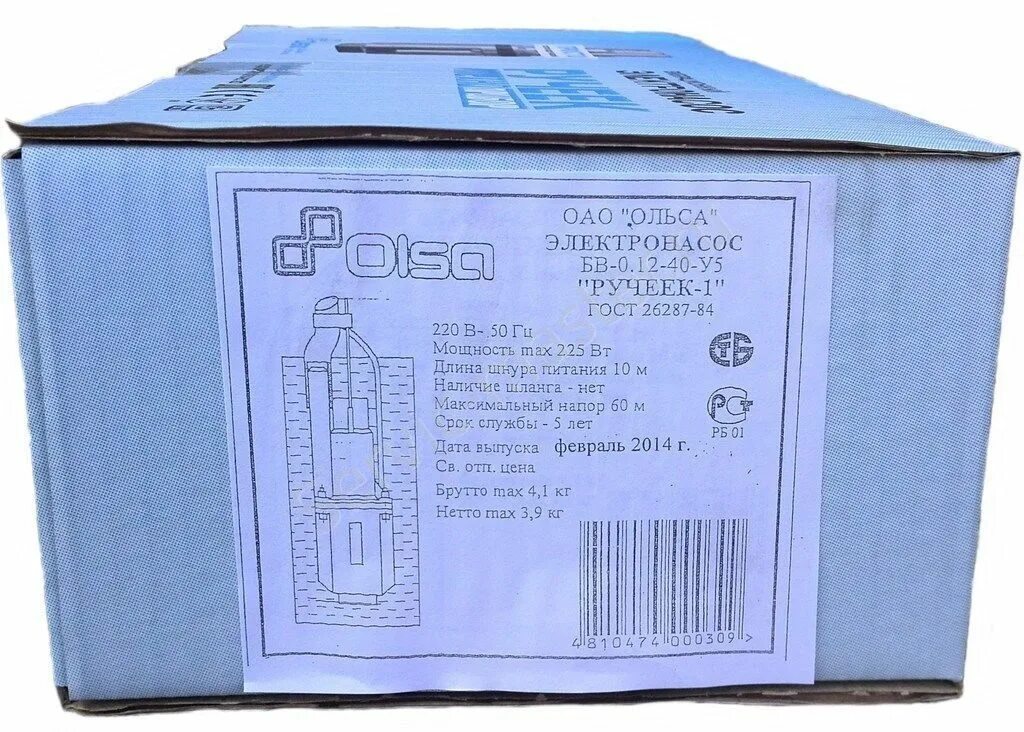 РУЧЕЕК
ЭЛЕКТРОНАСОС
Olsa
ОАО "ОЛЬСА"
ЭЛЕКТРОНАСОС
БВ-0.12-40-У5
"РУЧЕЕК-1"
ГОСТ 26287-84
220 В- 50 Гц
Мощность max 225 Вт
Длина шнура питания 10 м
Наличие шланга - нет
Максимальный напор 60 м
Срок службы - 5 лет
Дата выпуска февраль 2014 г.
Св. отп. цена
Брутто max 4,1 кг
Нетто max 3,9 кг
РБ 01
4810474000309>